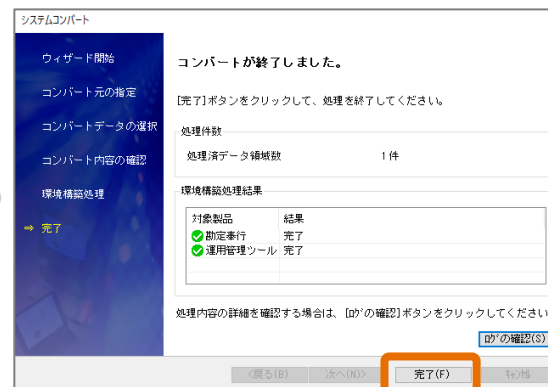 システムコンバート
ウィザード開始
コンバート元の指定
コンバートデータの選択
コンバート内容の確認
環境構築処理
⇒ 完了
コンバートが終了しました。
[完了]ボタンをクリックして、処理を終了してください。
処理件数
処理済データ領域数 1 件
環境構築処理結果
対象製品 結果
勘定奉行 完了
運用管理ツール 完了
処理内容の詳細を確認する場合は、[ログの確認]ボタンをクリックしてください
ログの確認(S)
<戻る(B) 次へ(N)> 完了(F) キャンセル